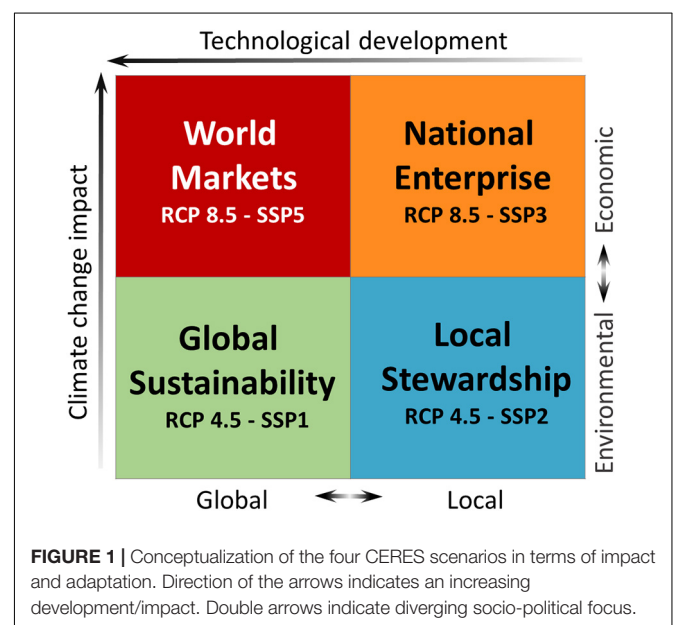 Technological development
Climate change impact
World
Markets
RCP 8.5 - SSP5
National
Enterprise
RCP 8.5 - SSP3
Global
Sustainability
RCP 4.5 - SSP1
Local
Stewardship
RCP 4.5 - SSP2
Economic
Environmental
Global
Local
FIGURE 1 | Conceptualization of the four CERES scenarios in terms of impact
and adaptation. Direction of the arrows indicates an increasing
development/impact. Double arrows indicate diverging socio-political focus.